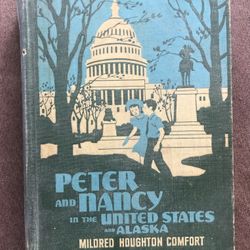 PETER
AND NANCY
IN THE UNITED STATES
AND ALASKA
MILDRED HOUGHTON COMFORT